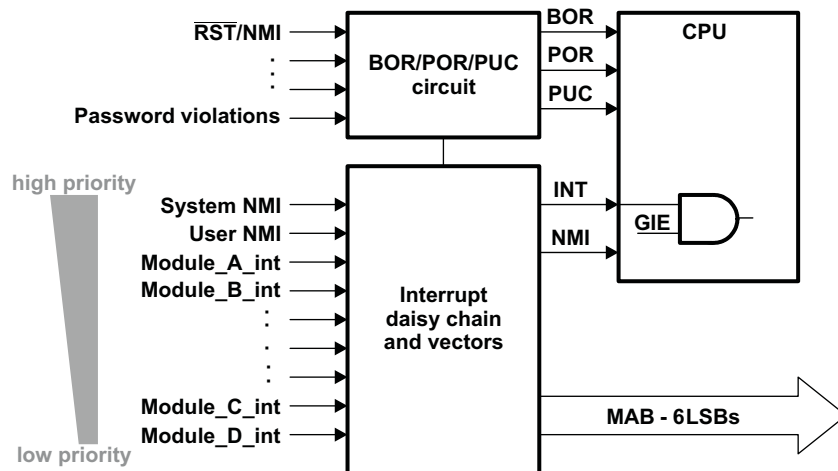 RST/NMI
Password violations
BOR/POR/PUC
circuit
BOR
POR
PUC
CPU
high priority
low priority
System NMI
User NMI
Module_A_int
Module_B_int
Module_C_int
Module_D_int
Interrupt
daisy chain
and vectors
INT
NMI
GIE
MAB - 6LSBs